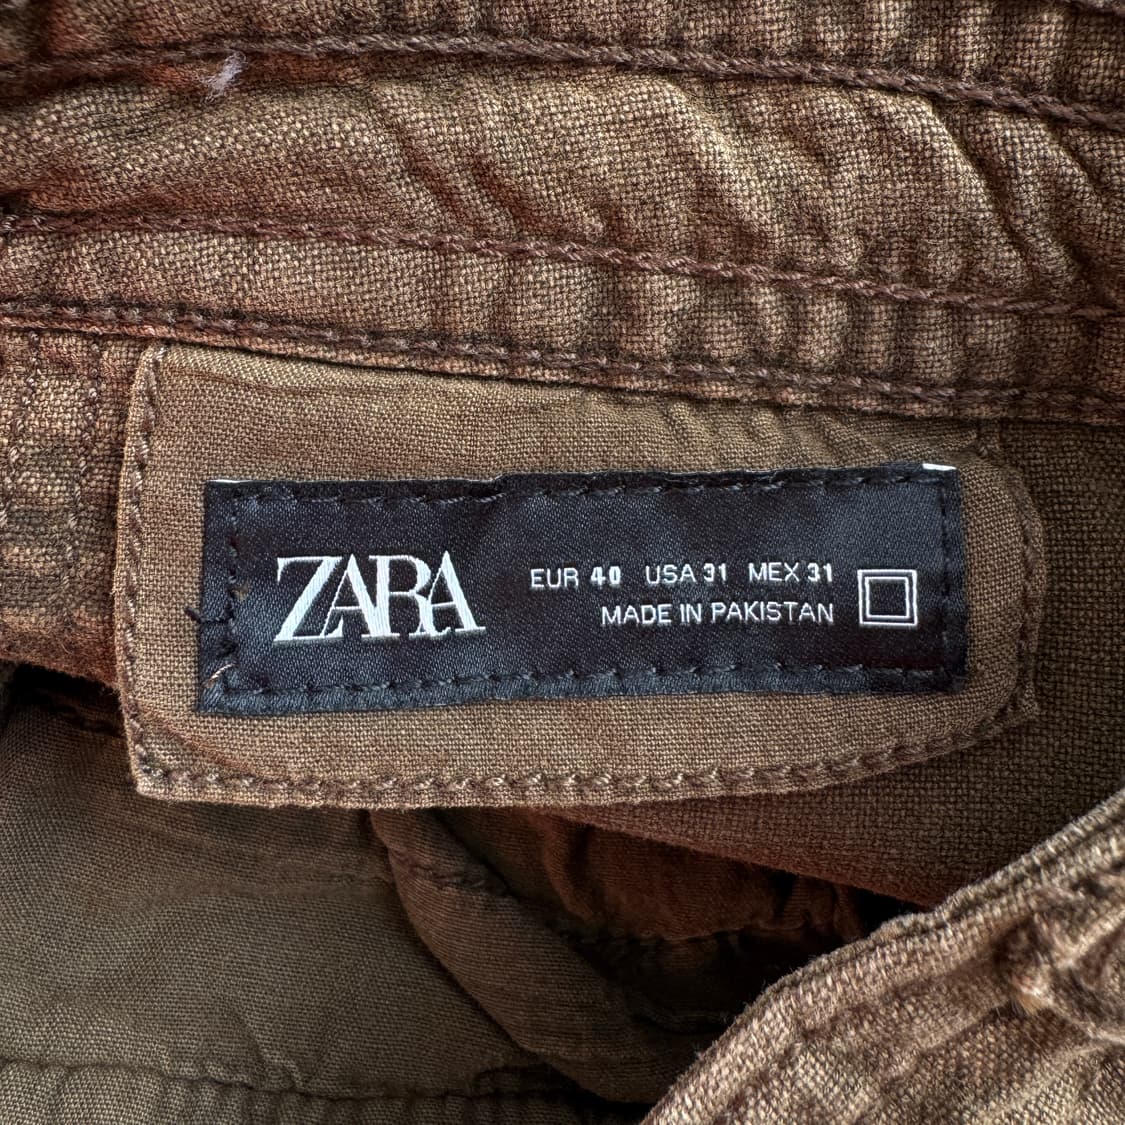 ZARA
EUR 40 USA 31 MEX 31
MADE IN PAKISTAN